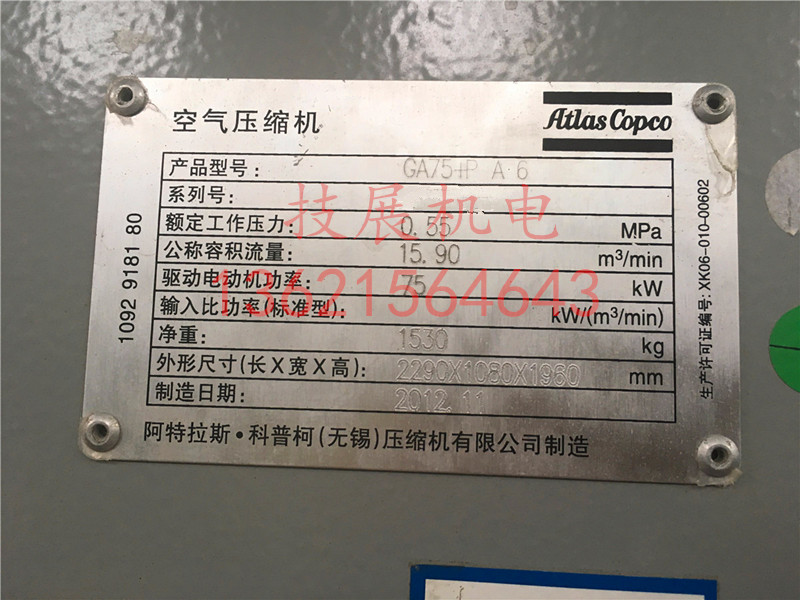 空气压缩机
Atlas Copco
产品型号: GA75+P A 6
系列号:
额定工作压力: 0.55 MPa
公称容积流量: 15.90 m³/min
驱动电动机功率: 75 kW
输入比功率(标准型): kW/(m³/min)
净重: 1530 kg
外形尺寸(长X宽X高): 2290X1080X1960 mm
制造日期: 2012.11
阿特拉斯·科普柯(无锡)压缩机有限公司制造
1092 9181 80
生产许可证编号: XK06-010-00602
技展机电
13621564643